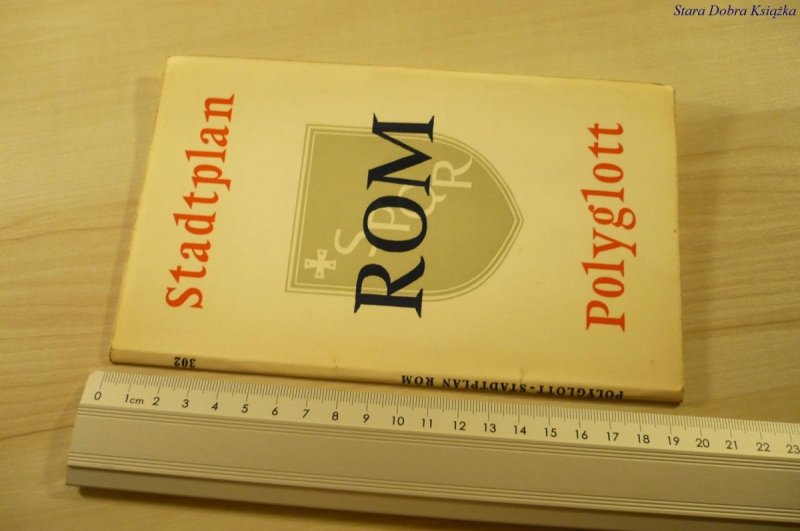 Stara Dobra Książka
Stadtplan
ROM
SPQR
Polyglott
302
POLYGLOTT-STADTPLAN ROM
0 1cm 2 3 4 5 6 7 8 9 10 11 12 13 14 15 16 17 18 19 20 21 22 23